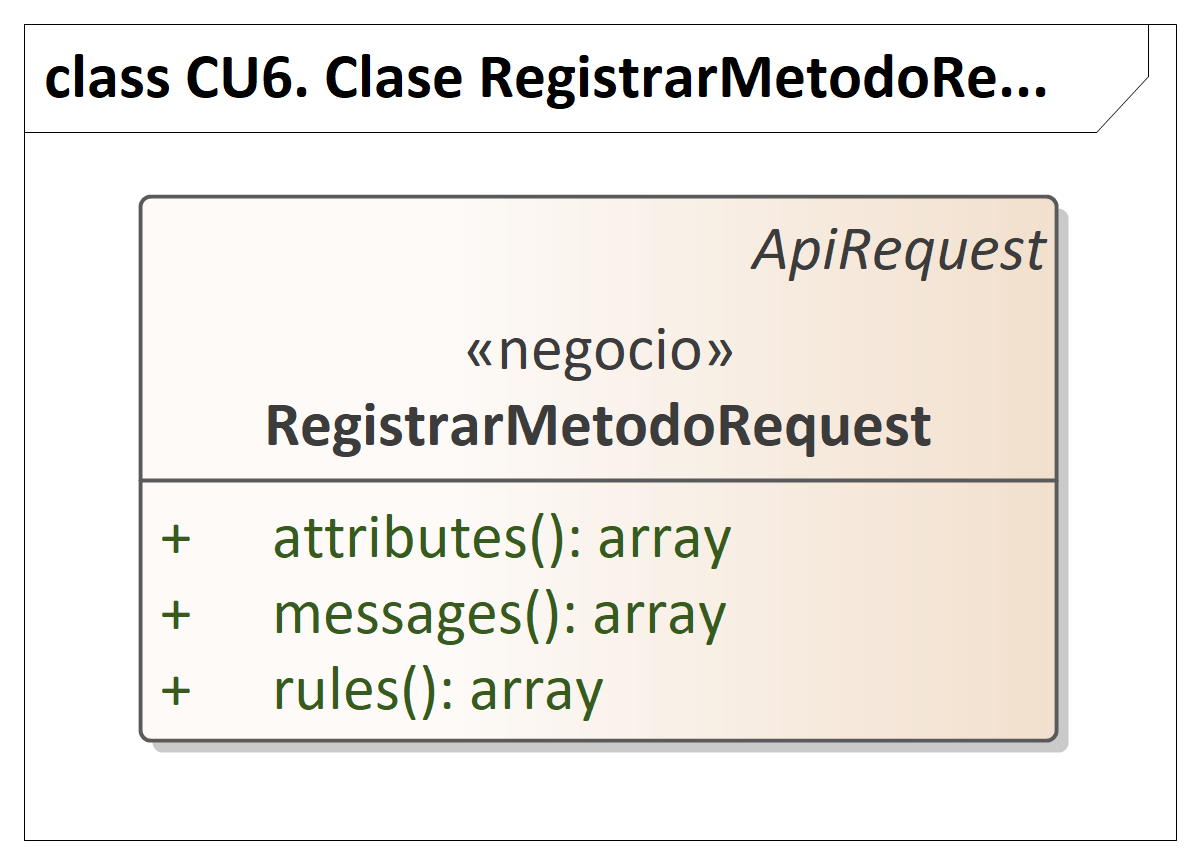 class CU6. Clase RegistrarMetodoRe...
ApiRequest
«negocio»
RegistrarMetodoRequest
+ attributes(): array
+ messages(): array
+ rules(): array